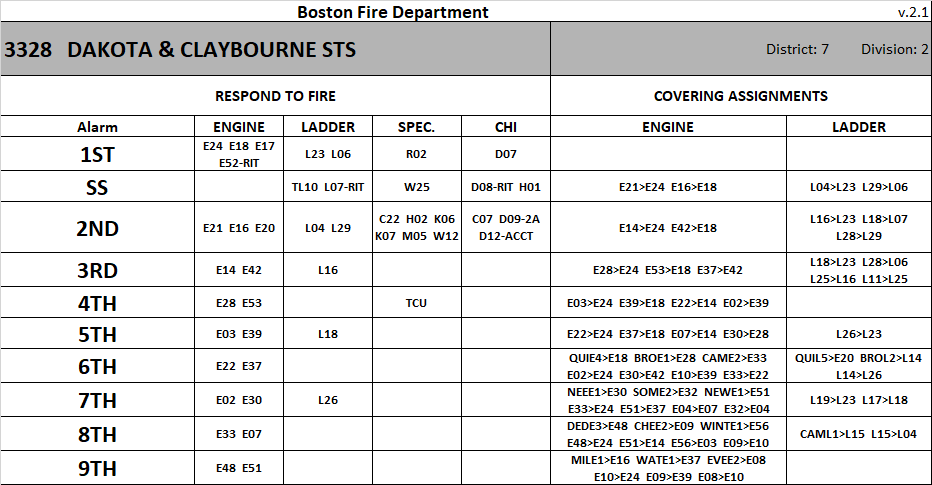 Boston Fire Department v.2.1
3328 DAKOTA & CLAYBOURNE STS District: 7 Division: 2
RESPOND TO FIRE COVERING ASSIGNMENTS
Alarm ENGINE LADDER SPEC. CHI ENGINE LADDER
1ST E24 E18 E17 L23 L06 R02 D07
E52-RIT
SS TL10 L07-RIT W25 D08-RIT H01 E21>E24 E16>E18 L04>L23 L29>L06
2ND E21 E16 E20 L04 L29 C22 H02 K06 C07 D09-2A E14>E24 E42>E18 L16>L23 L18>L07
K07 M05 W12 D12-ACCT L28>L29
3RD E14 E42 L16 E28>E24 E53>E18 E37>E42 L18>L23 L28>L06
L25>L16 L11>L25
4TH E28 E53 TCU E03>E24 E39>E18 E22>E14 E02>E39
5TH E03 E39 L18 E22>E24 E37>E18 E07>E14 E30>E28 L26>L23
6TH E22 E37 QUIE4>E18 BROE1>E28 CAME2>E33 QUIL5>E20 BROL2>L14
E02>E24 E30>E42 E10>E39 E33>E22 L14>L26
7TH E02 E30 L26 NEEE1>E30 SOME2>E32 NEWE1>E51 L19>L23 L17>L18
E33>E24 E51>E37 E04>E07 E32>E04
8TH E33 E07 DEDE3>E48 CHEE2>E09 WINTE1>E56 CAML1>L15 L15>L04
E48>E24 E51>E14 E56>E03 E09>E10
9TH E48 E51 MILE1>E16 WATE1>E37 EVEE2>E08
E10>E24 E09>E39 E08>E10